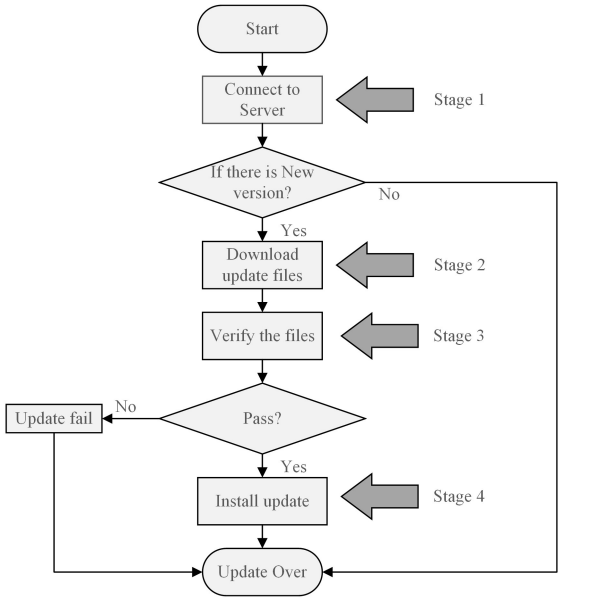 Start
Connect to
Server
Stage 1
If there is New
version?
No
Yes
Download
update files
Stage 2
Verify the files
Stage 3
Pass?
No
Update fail
Yes
Install update
Stage 4
Update Over